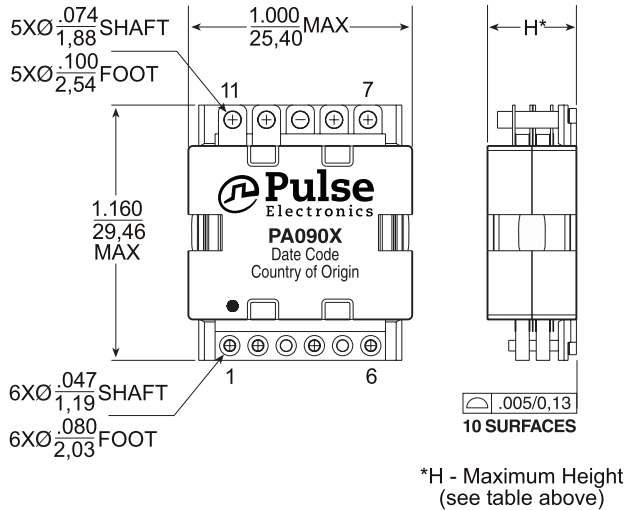 5XØ .074 SHAFT
1,88
5XØ .100 FOOT
2,54
1.000 MAX
25,40
H*
11
7
1.160
29,46
MAX
Pulse
Electronics
PA090X
Date Code
Country of Origin
1
6
6XØ .047 SHAFT
1,19
6XØ .080 FOOT
2,03
.005/0,13
10 SURFACES
*H - Maximum Height
(see table above)